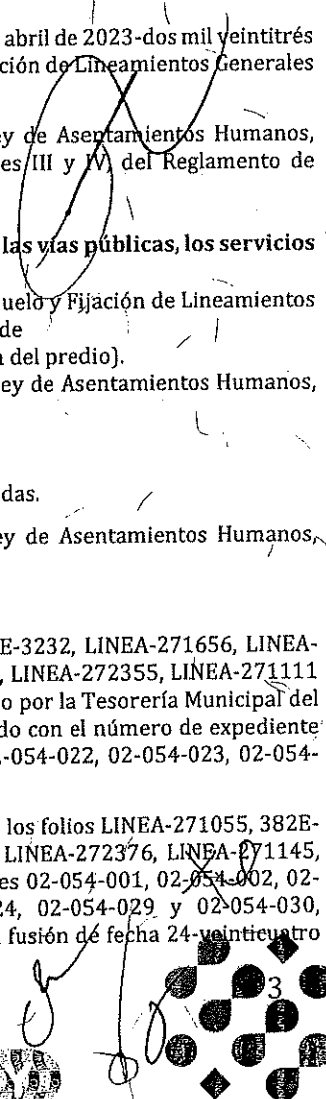 abril de 2023-dos mil veintitrés
ción de Lineamientos Generales
ey de Asentamientos Humanos,
es III y IV, del Reglamento de
las vías públicas, los servicios
uelo y Fijación de Lineamientos
de
n del predio).
ey de Asentamientos Humanos,
das.
ey de Asentamientos Humanos,
E-3232, LINEA-271656, LINEA-
, LINEA-272355, LINEA-271111
o por la Tesorería Municipal del
do con el número de expediente
-054-022, 02-054-023, 02-054-
los folios LINEA-271055, 382E-
LINEA-272376, LINEA-271145,
es 02-054-001, 02-054-002, 02-
24, 02-054-029 y 02-054-030,
fusión de fecha 24-veinticuatro
3